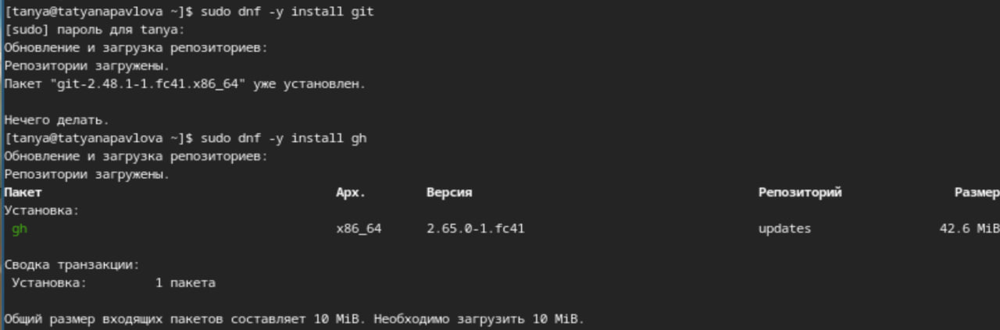 [tanya@tatyanapavlova ~]$ sudo dnf -y install git
[sudo] пароль для tanya:
Обновление и загрузка репозиториев:
Репозитории загружены.
Пакет "git-2.48.1-1.fc41.x86_64" уже установлен.
Нечего делать.
[tanya@tatyanapavlova ~]$ sudo dnf -y install gh
Обновление и загрузка репозиториев:
Репозитории загружены.
Пакет Арх. Версия Репозиторий Размер
Установка:
gh x86_64 2.65.0-1.fc41 updates 42.6 MiB
Сводка транзакции:
Установка: 1 пакета
Общий размер входящих пакетов составляет 10 MiB. Необходимо загрузить 10 MiB.